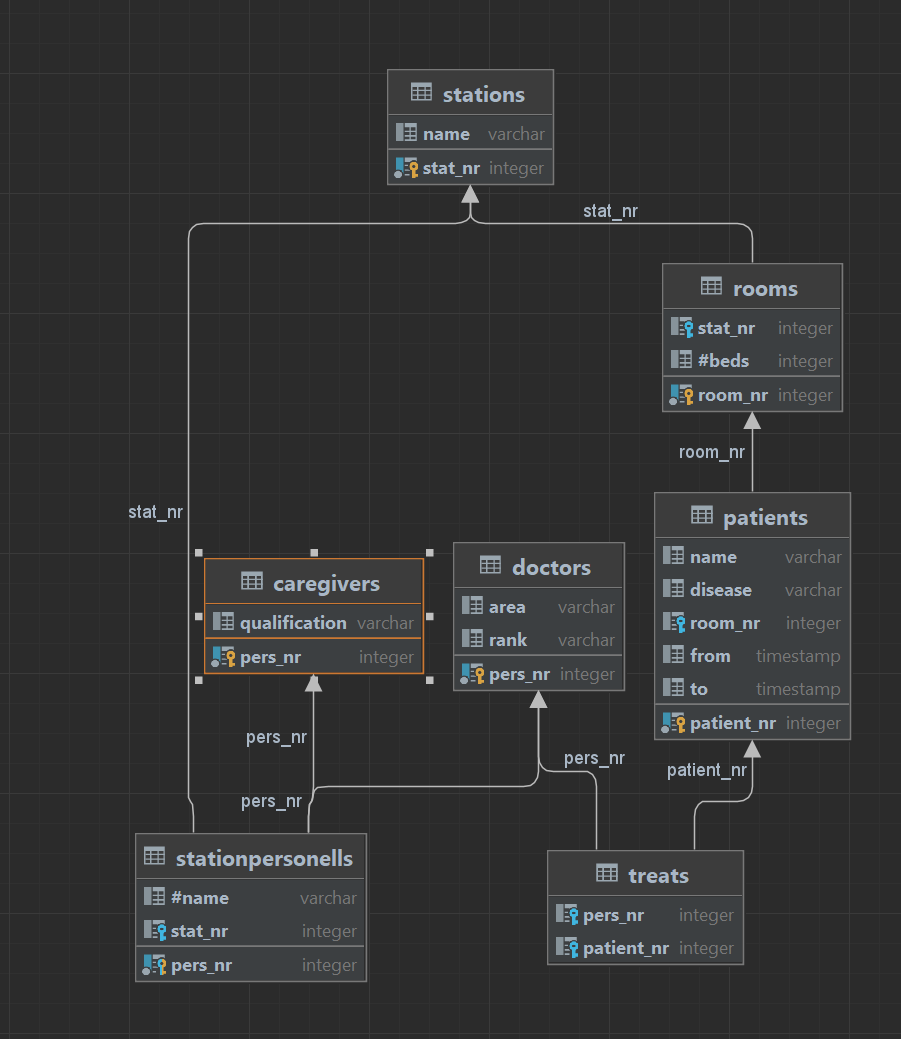 stations
name varchar
stat_nr integer
stat_nr
rooms
stat_nr integer
#beds integer
room_nr integer
room_nr
stat_nr
patients
name varchar
disease varchar
room_nr integer
from timestamp
to timestamp
patient_nr integer
caregivers
qualification varchar
pers_nr integer
doctors
area varchar
rank varchar
pers_nr integer
pers_nr
pers_nr
pers_nr
patient_nr
stationpersonells
#name varchar
stat_nr integer
pers_nr integer
treats
pers_nr integer
patient_nr integer